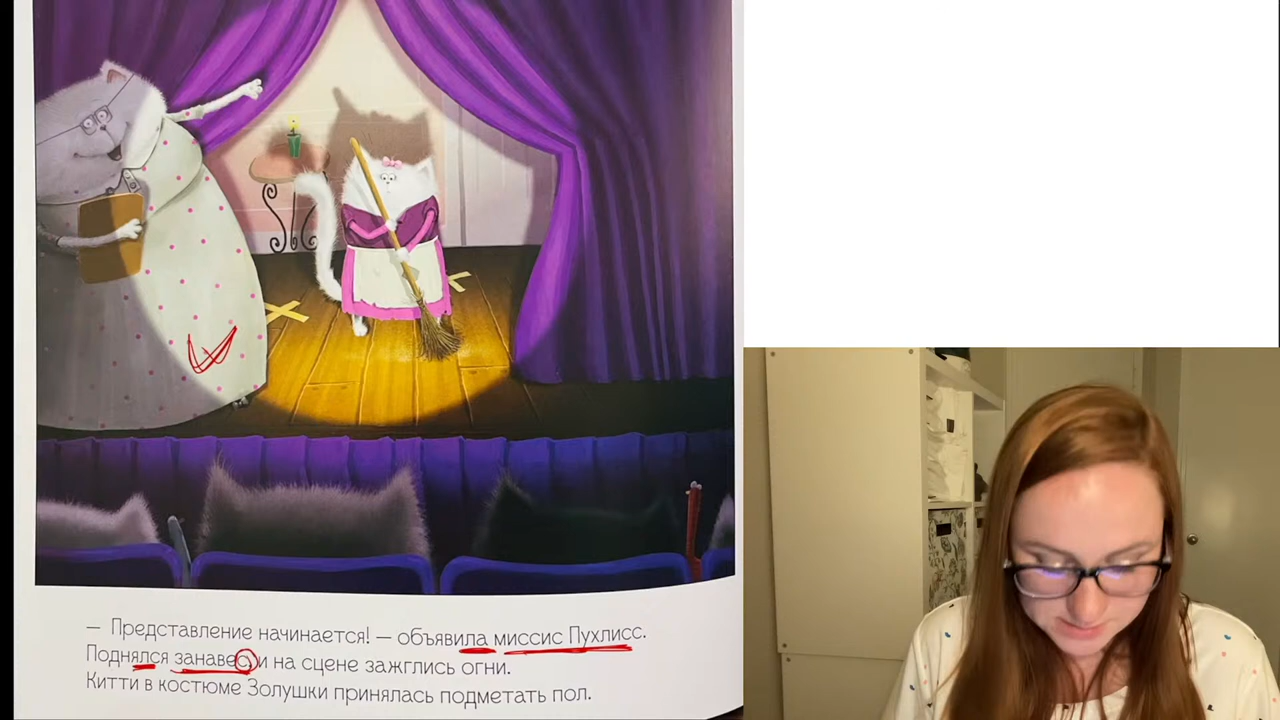 — Представление начинается! — объявила миссис Пухлисс.
Поднялся занавес, и на сцене зажглись огни.
Китти в костюме Золушки принялась подметать пол.